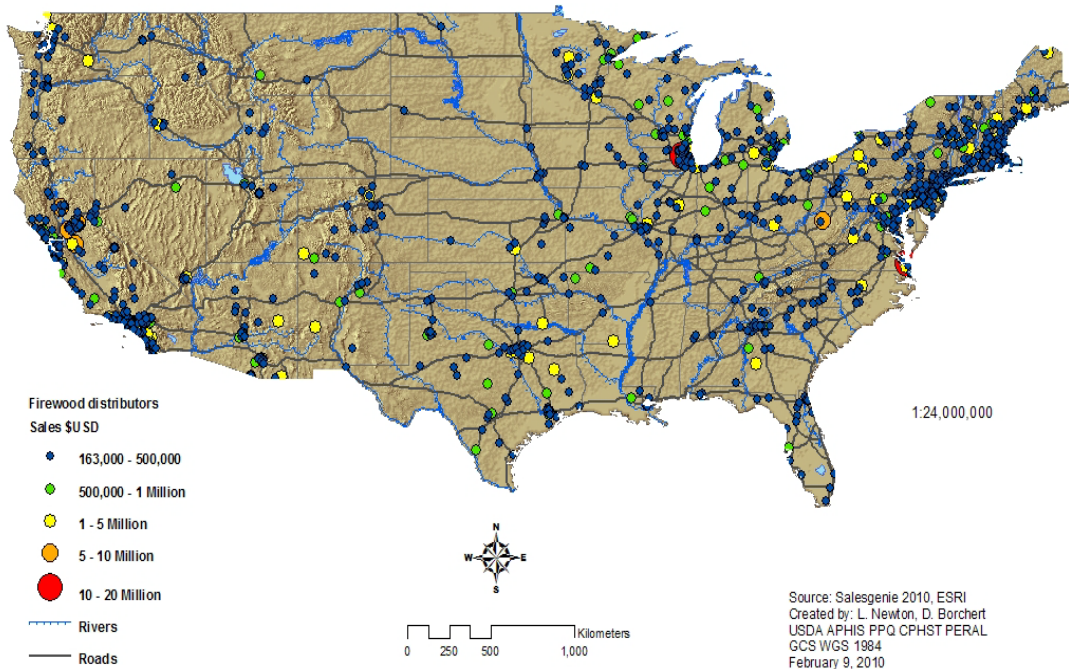 Firewood distributors
Sales $USD
163,000 - 500,000
500,000 - 1 Million
1 - 5 Million
5 - 10 Million
10 - 20 Million
Rivers
Roads
N
W E
S
Kilometers
0 250 500 1,000
1:24,000,000
Source: Salesgenie 2010, ESRI
Created by: L. Newton, D. Borchert
USDA APHIS PPQ CPHST PERAL
GCS WGS 1984
February 9, 2010